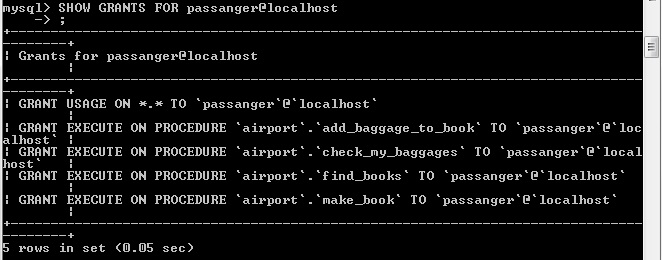 mysql> SHOW GRANTS FOR passanger@localhost
    -> ;
+------------------------------------------------------------------------------
--------+
| Grants for passanger@localhost
        |
+------------------------------------------------------------------------------
--------+
| GRANT USAGE ON *.* TO `passanger`@`localhost`
        |
| GRANT EXECUTE ON PROCEDURE `airport`.`add_baggage_to_book` TO `passanger`@`loc
alhost` |
| GRANT EXECUTE ON PROCEDURE `airport`.`check_my_baggages` TO `passanger`@`local
host`   |
| GRANT EXECUTE ON PROCEDURE `airport`.`find_books` TO `passanger`@`localhost`
        |
| GRANT EXECUTE ON PROCEDURE `airport`.`make_book` TO `passanger`@`localhost`
        |
+------------------------------------------------------------------------------
--------+
5 rows in set (0.05 sec)